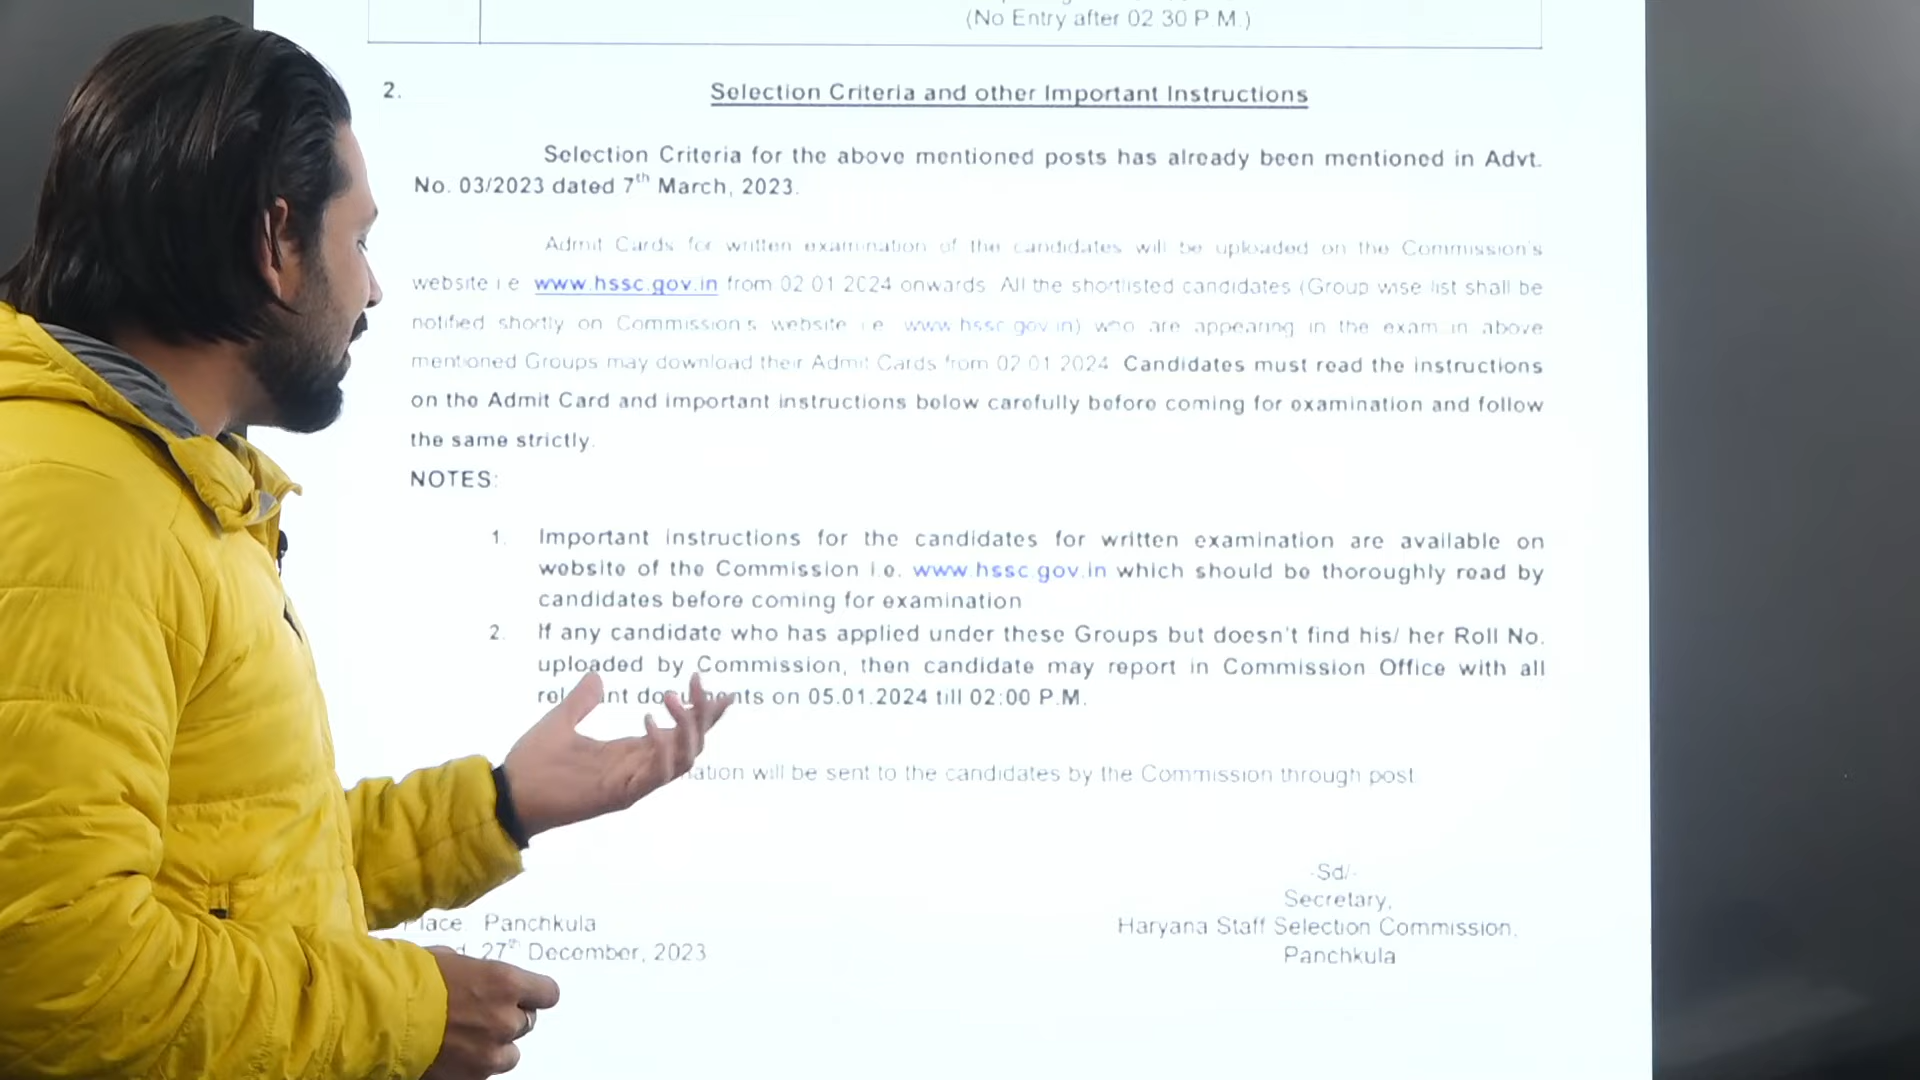 (No Entry after 02 30 P.M.)
2. Selection Criteria and other Important Instructions
Selection Criteria for the above mentioned posts has already been mentioned in Advt.
No. 03/2023 dated 7th March, 2023.
Admit Cards for written examination of the candidates will be uploaded on the Commission's
website i e www.hssc.gov.in from 02 01 2024 onwards All the shortlisted candidates (Group wise list shall be
notified shortly on Commission's website i e www hssc gov in) who are appearing in the exam in above
mentioned Groups may download their Admit Cards from 02 01 2024 Candidates must read the instructions
on the Admit Card and important instructions below carefully before coming for examination and follow
the same strictly.
NOTES:
1. Important instructions for the candidates for written examination are available on
website of the Commission i.e. www.hssc.gov.in which should be thoroughly read by
candidates before coming for examination
2. If any candidate who has applied under these Groups but doesn't find his/ her Roll No.
uploaded by Commission, then candidate may report in Commission Office with all
on 05.01.2024 till 02:00 P.M.
will be sent to the candidates by the Commission through post
-Sd/-
Secretary,
Haryana Staff Selection Commission,
Panchkula
Place Panchkula
27th December, 2023